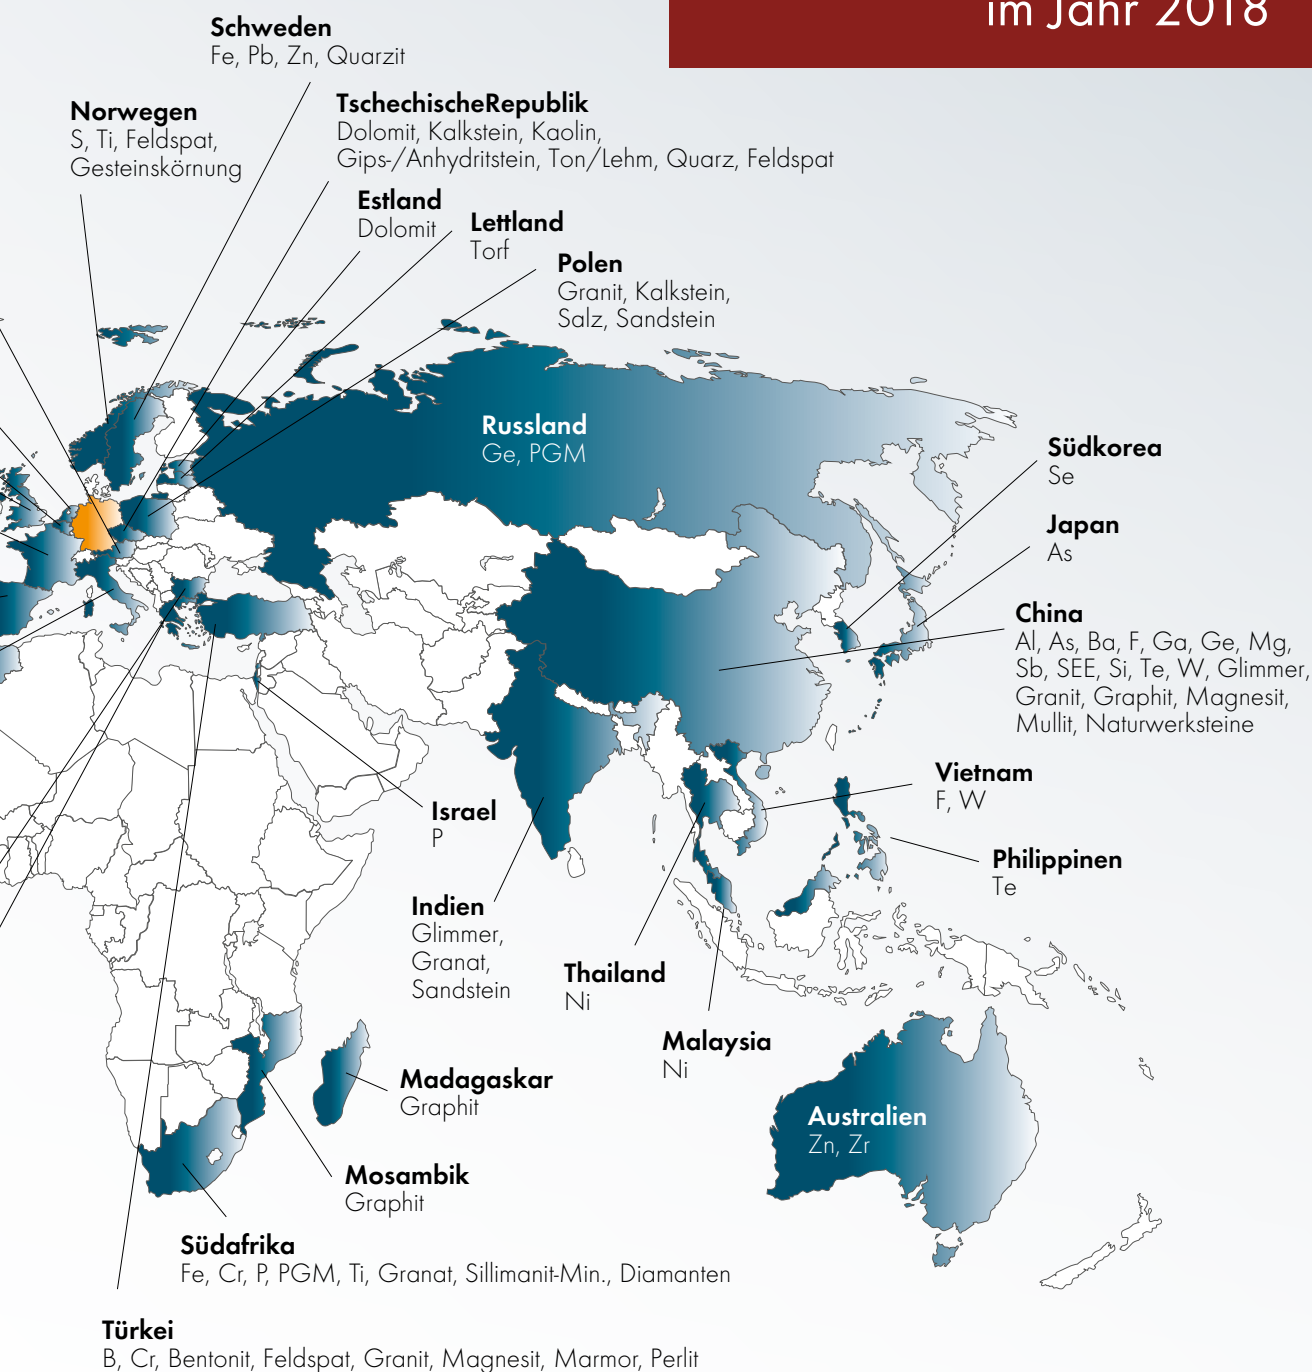 im Jahr 2018
Schweden
Fe, Pb, Zn, Quarzit
Norwegen
S, Ti, Feldspat,
Gesteinskörnung
TschechischeRepublik
Dolomit, Kalkstein, Kaolin,
Gips-/Anhydritstein, Ton/Lehm, Quarz, Feldspat
Estland
Dolomit
Lettland
Torf
Polen
Granit, Kalkstein,
Salz, Sandstein
Russland
Ge, PGM
Südkorea
Se
Japan
As
China
Al, As, Ba, F, Ga, Ge, Mg,
Sb, SEE, Si, Te, W, Glimmer,
Granit, Graphit, Magnesit,
Mullit, Naturwerksteine
Vietnam
F, W
Israel
P
Philippinen
Te
Indien
Glimmer,
Granat,
Sandstein
Thailand
Ni
Malaysia
Ni
Madagaskar
Graphit
Australien
Zn, Zr
Mosambik
Graphit
Südafrika
Fe, Cr, P, PGM, Ti, Granat, Sillimanit-Min., Diamanten
Türkei
B, Cr, Bentonit, Feldspat, Granit, Magnesit, Marmor, Perlit